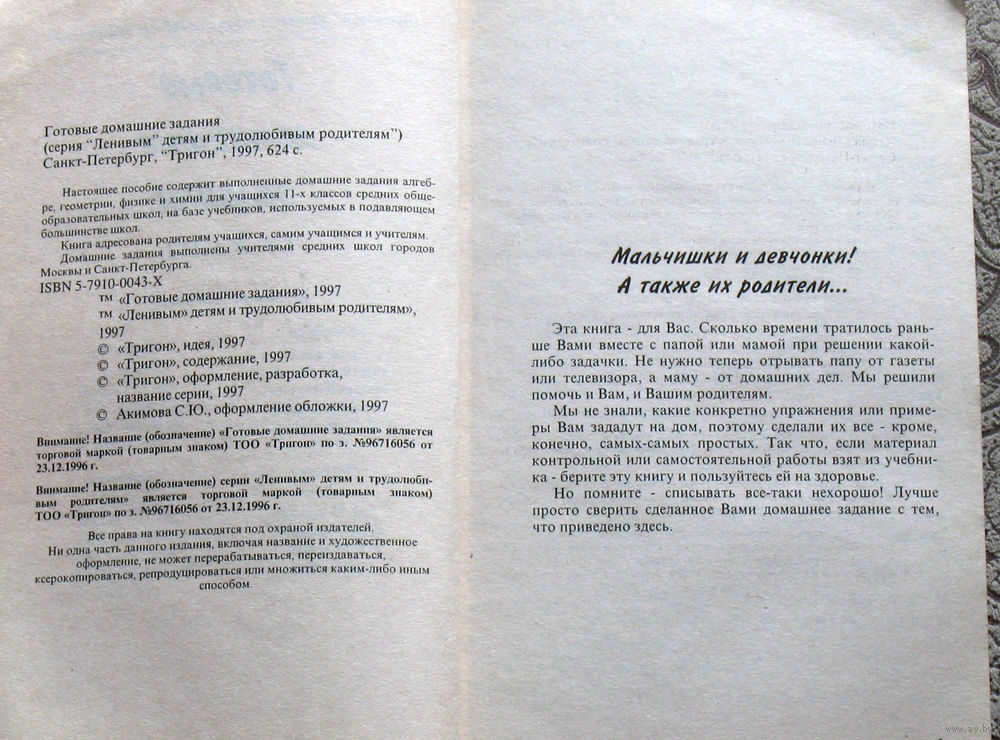 Готовые домашние задания
(серия “Ленивым” детям и трудолюбивым родителям”)
Санкт-Петербург, “Тригон”, 1997, 624 с.
Настоящее пособие содержит выполненные домашние задания алгеб-
ре, геометрии, физике и химии для учащихся 11-х классов средних обще-
образовательных школ, на базе учебников, используемых в подавляющем
большинстве школ.
Книга адресована родителям учащихся, самим учащимся и учителям.
Домашние задания выполнены учителями средних школ городов
Москвы и Санкт-Петербурга.
ISBN 5-7910-0043-X
™ «Готовые домашние задания», 1997
™ «Ленивым» детям и трудолюбивым родителям»,
1997
© «Тригон», идея, 1997
© «Тригон», содержание, 1997
© «Тригон», оформление, разработка,
название серии, 1997
© Акимова С.Ю., оформление обложки, 1997
Внимание! Название (обозначение) «Готовые домашние задания» является
торговой маркой (товарным знаком) ТОО «Тригон» по з. №96716056 от
23.12.1996 г.
Внимание! Название (обозначение) серии «Ленивым» детям и трудолюби-
вым родителям» является торговой маркой (товарным знаком)
ТОО «Тригон» по з. №96716056 от 23.12.1996 г.
Все права на книгу находятся под охраной издателей.
Ни одна часть данного издания, включая название и художественное
оформление, не может перерабатываться, переиздаваться,
ксерокопироваться, репродуцироваться или множиться каким-либо иным
способом.
Мальчишки и девчонки!
А также их родители...
Эта книга - для Вас. Сколько времени тратилось рань-
ше Вами вместе с папой или мамой при решении какой-
либо задачки. Не нужно теперь отрывать папу от газеты
или телевизора, а маму - от домашних дел. Мы решили
помочь и Вам, и Вашим родителям.
Мы не знали, какие конкретно упражнения или приме-
ры Вам зададут на дом, поэтому сделали их все - кроме,
конечно, самых-самых простых. Так что, если материал
контрольной или самостоятельной работы взят из учебни-
ка - берите эту книгу и пользуйтесь ей на здоровье.
Но помните - списывать все-таки нехорошо! Лучше
просто сверить сделанное Вами домашнее задание с тем,
что приведено здесь.
www.ay.by